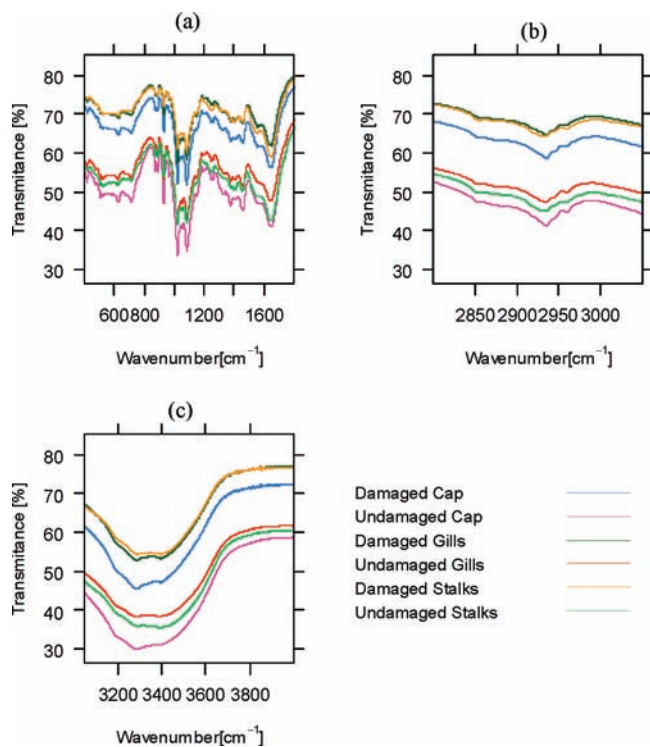 (a)
Transmitance [%]
80
70
60
50
40
30
600 800 1200 1600
Wavenumber[cm⁻¹]
(b)
Transmitance [%]
80
70
60
50
40
30
2850 2900 2950 3000
Wavenumber[cm⁻¹]
(c)
Transmitance [%]
80
70
60
50
40
30
3200 3400 3600 3800
Wavenumber[cm⁻¹]
Damaged Cap
Undamaged Cap
Damaged Gills
Undamaged Gills
Damaged Stalks
Undamaged Stalks